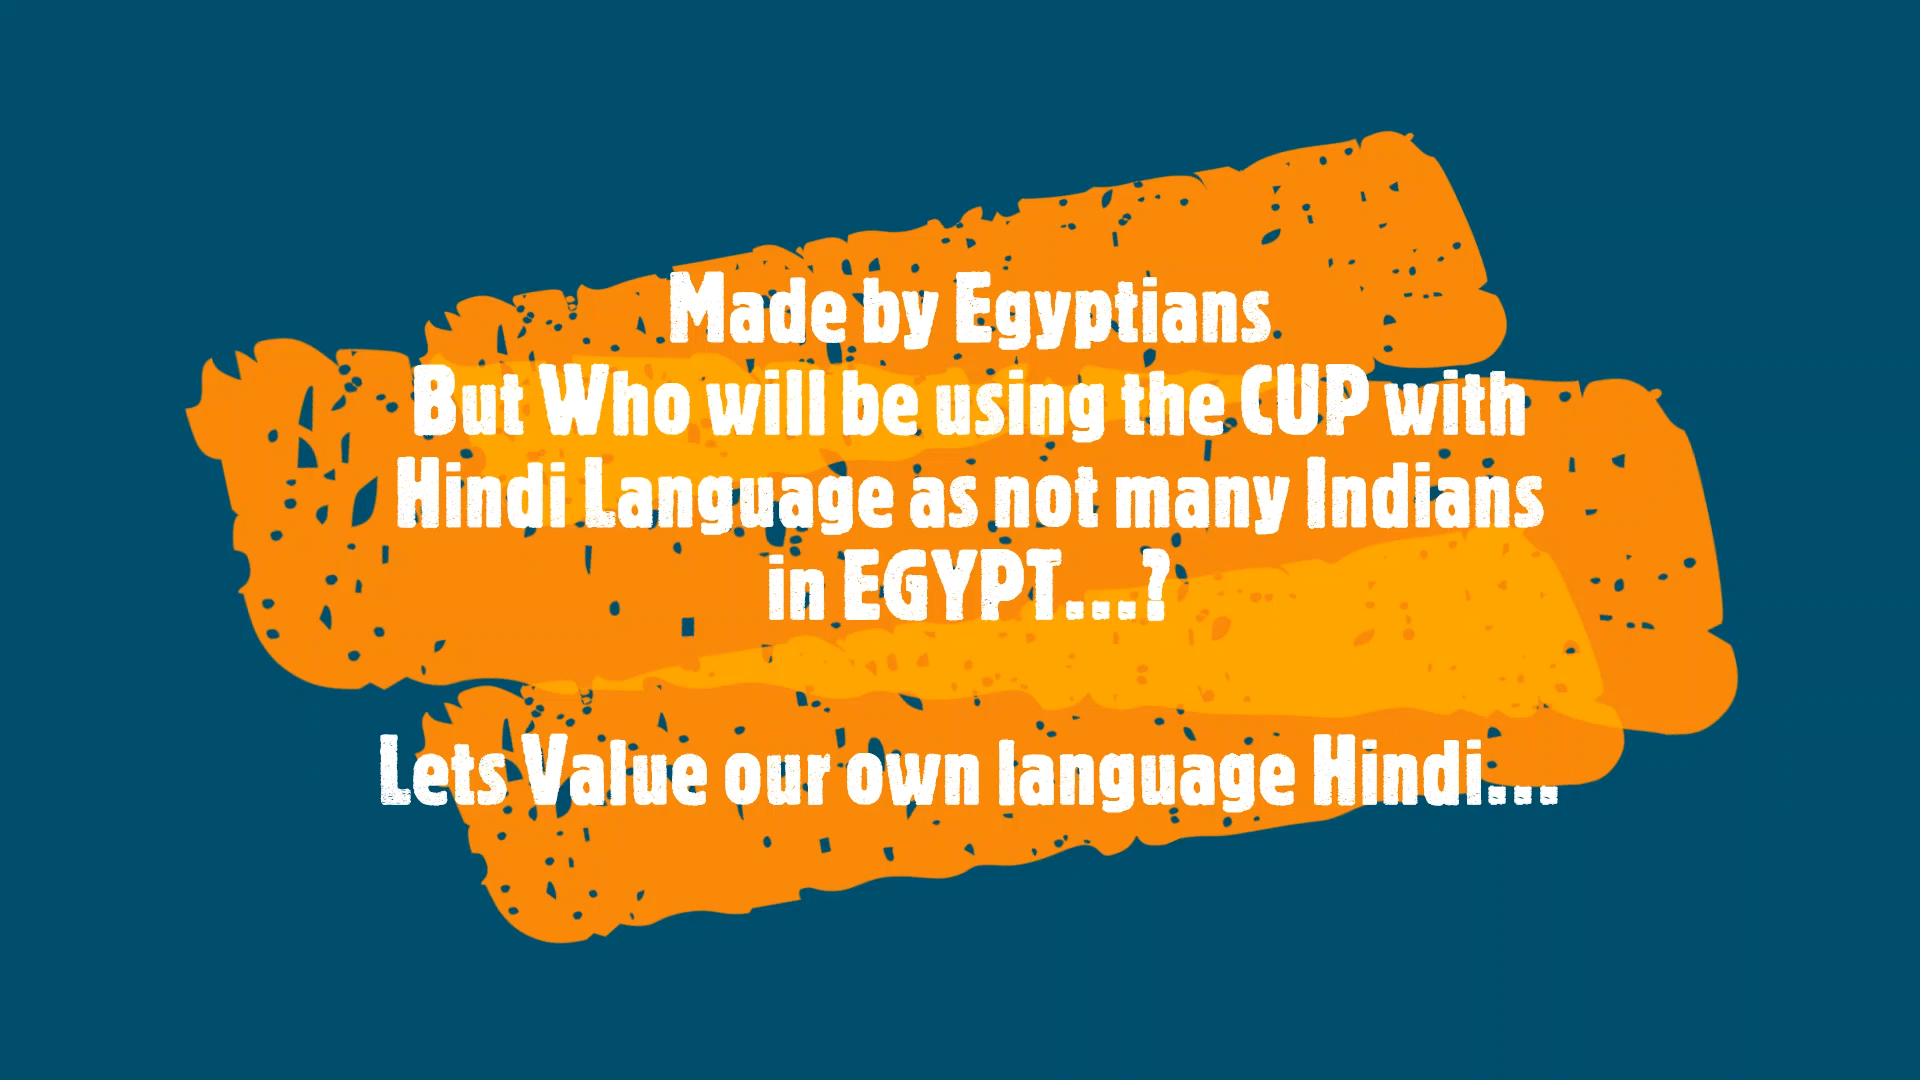 Made by Egyptians
But Who will be using the CUP with
Hindi Language as not many Indians
in EGYPT...?
Lets Value our own language Hindi...